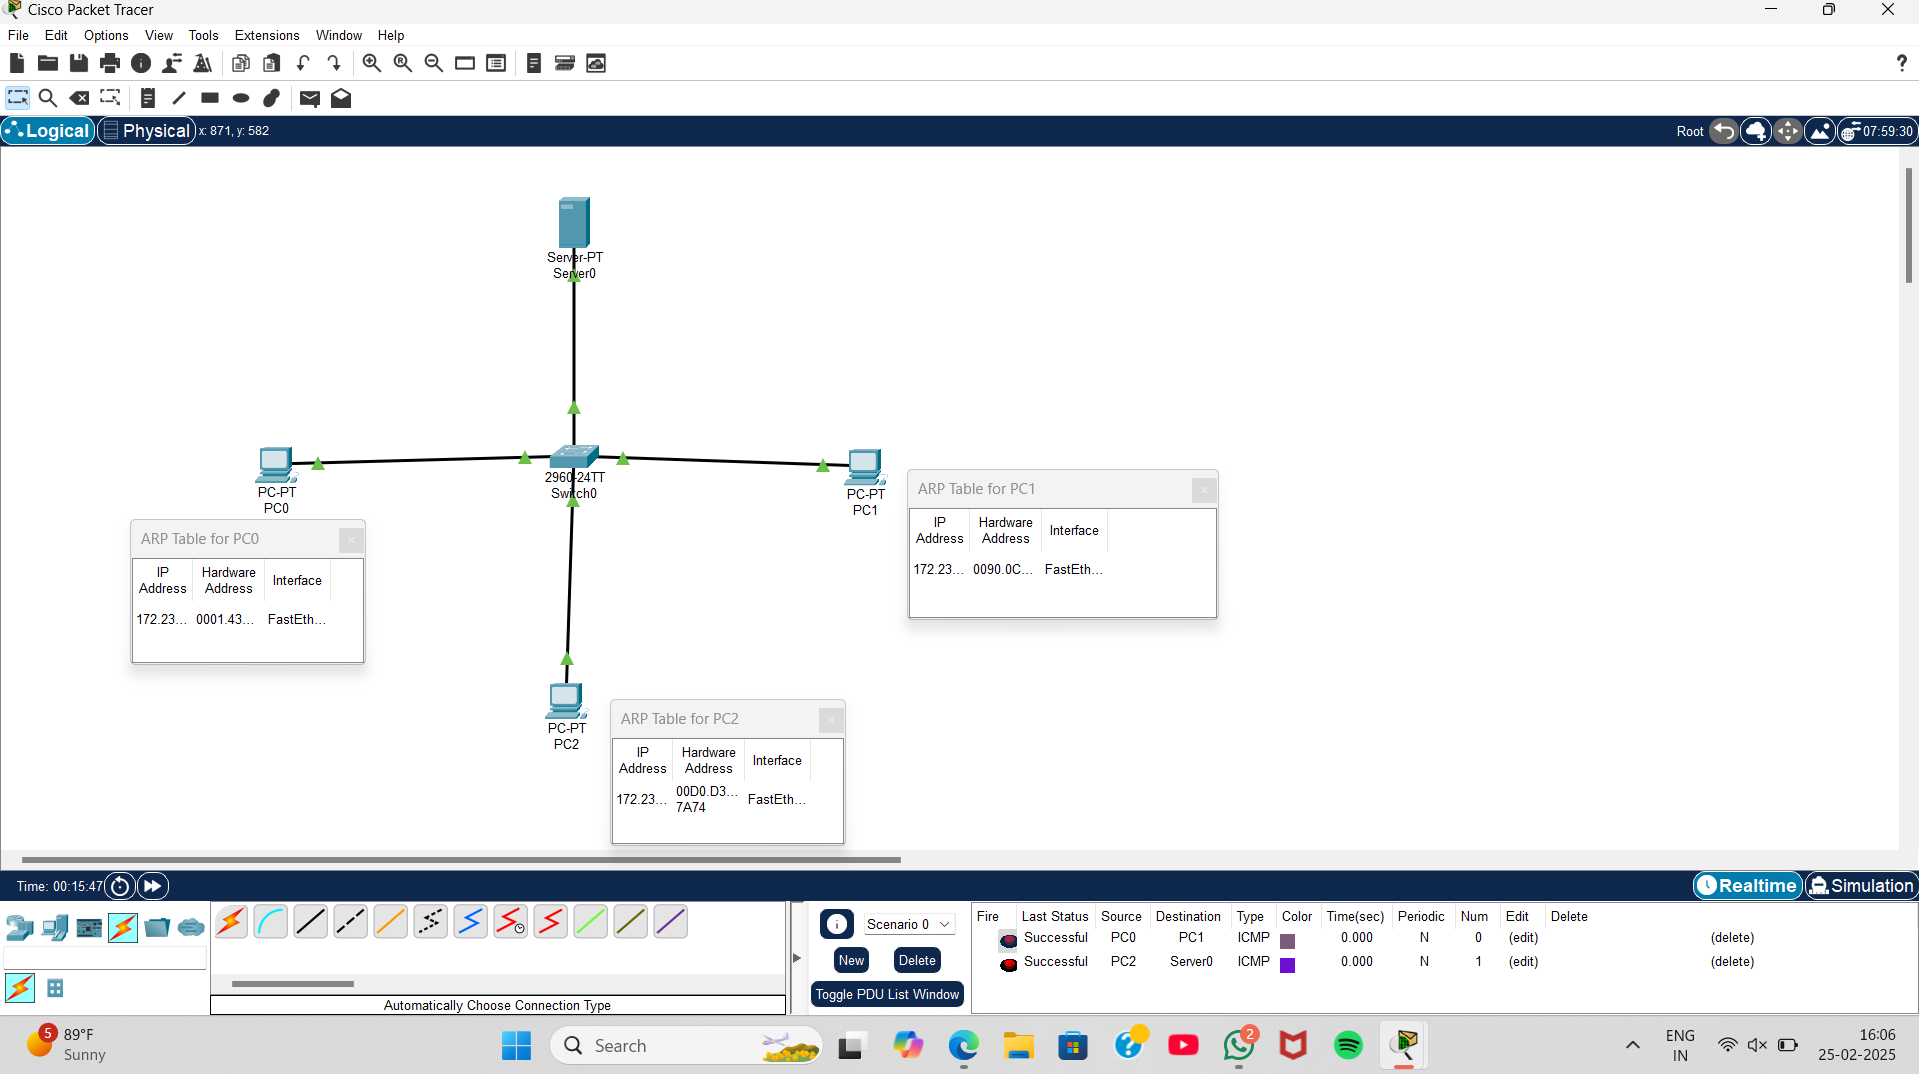 Cisco Packet Tracer
File Edit Options View Tools Extensions Window Help
?
Logical Physical x: 871, y: 582 Root 07:59:30
Server-PT
Server0
2960-24TT
Switch0
PC-PT
PC0
PC-PT
PC1
ARP Table for PC1
IP Address Hardware Address Interface
172.23... 0090.0C... FastEth...
ARP Table for PC0
IP Address Hardware Address Interface
172.23... 0001.43... FastEth...
PC-PT
PC2
ARP Table for PC2
IP Address Hardware Address Interface
172.23... 00D0.D3... 7A74 FastEth...
Time: 00:15:47 Realtime Simulation
Scenario 0
New Delete
Toggle PDU List Window
Automatically Choose Connection Type
Fire Last Status Source Destination Type Color Time(sec) Periodic Num Edit Delete
Successful PC0 PC1 ICMP 0.000 N 0 (edit) (delete)
Successful PC2 Server0 ICMP 0.000 N 1 (edit) (delete)
5 89°F
Sunny
Search
2
ENG
IN
16:06
25-02-2025